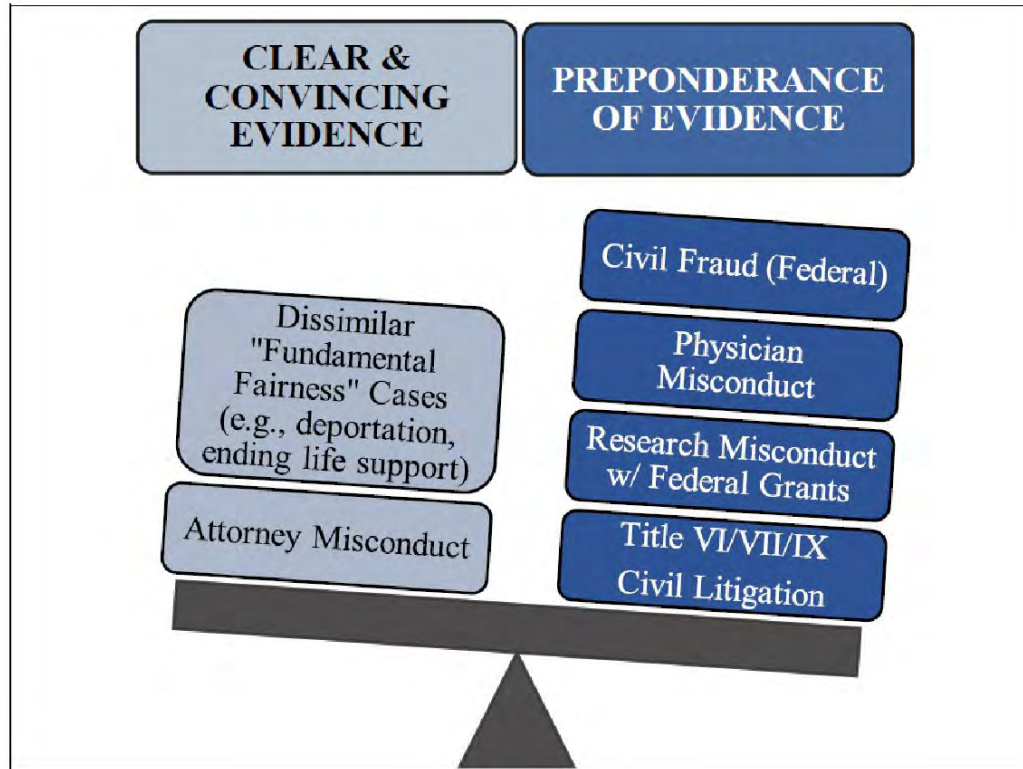 CLEAR &
CONVINCING
EVIDENCE
PREPONDERANCE
OF EVIDENCE
Dissimilar
"Fundamental
Fairness" Cases
(e.g., deportation,
ending life support)
Attorney Misconduct
Civil Fraud (Federal)
Physician
Misconduct
Research Misconduct
w/ Federal Grants
Title VI/VII/IX
Civil Litigation